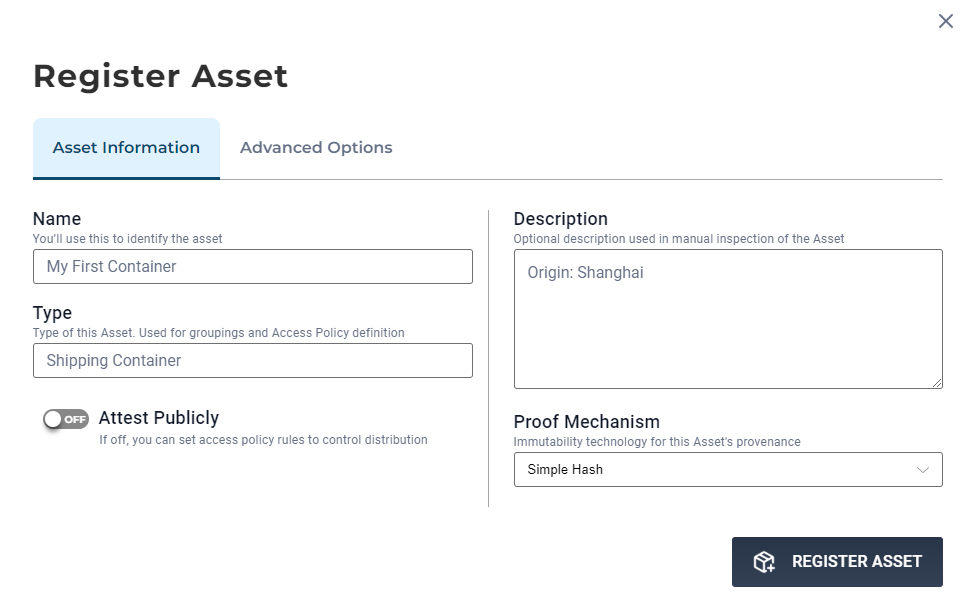 Register Asset
Asset Information
Advanced Options
Name
You'll use this to identify the asset
My First Container
Type
Type of this Asset. Used for groupings and Access Policy definition
Shipping Container
OFF
Attest Publicly
If off, you can set access policy rules to control distribution
Description
Optional description used in manual inspection of the Asset
Origin: Shanghai
Proof Mechanism
Immutability technology for this Asset's provenance
Simple Hash
REGISTER ASSET